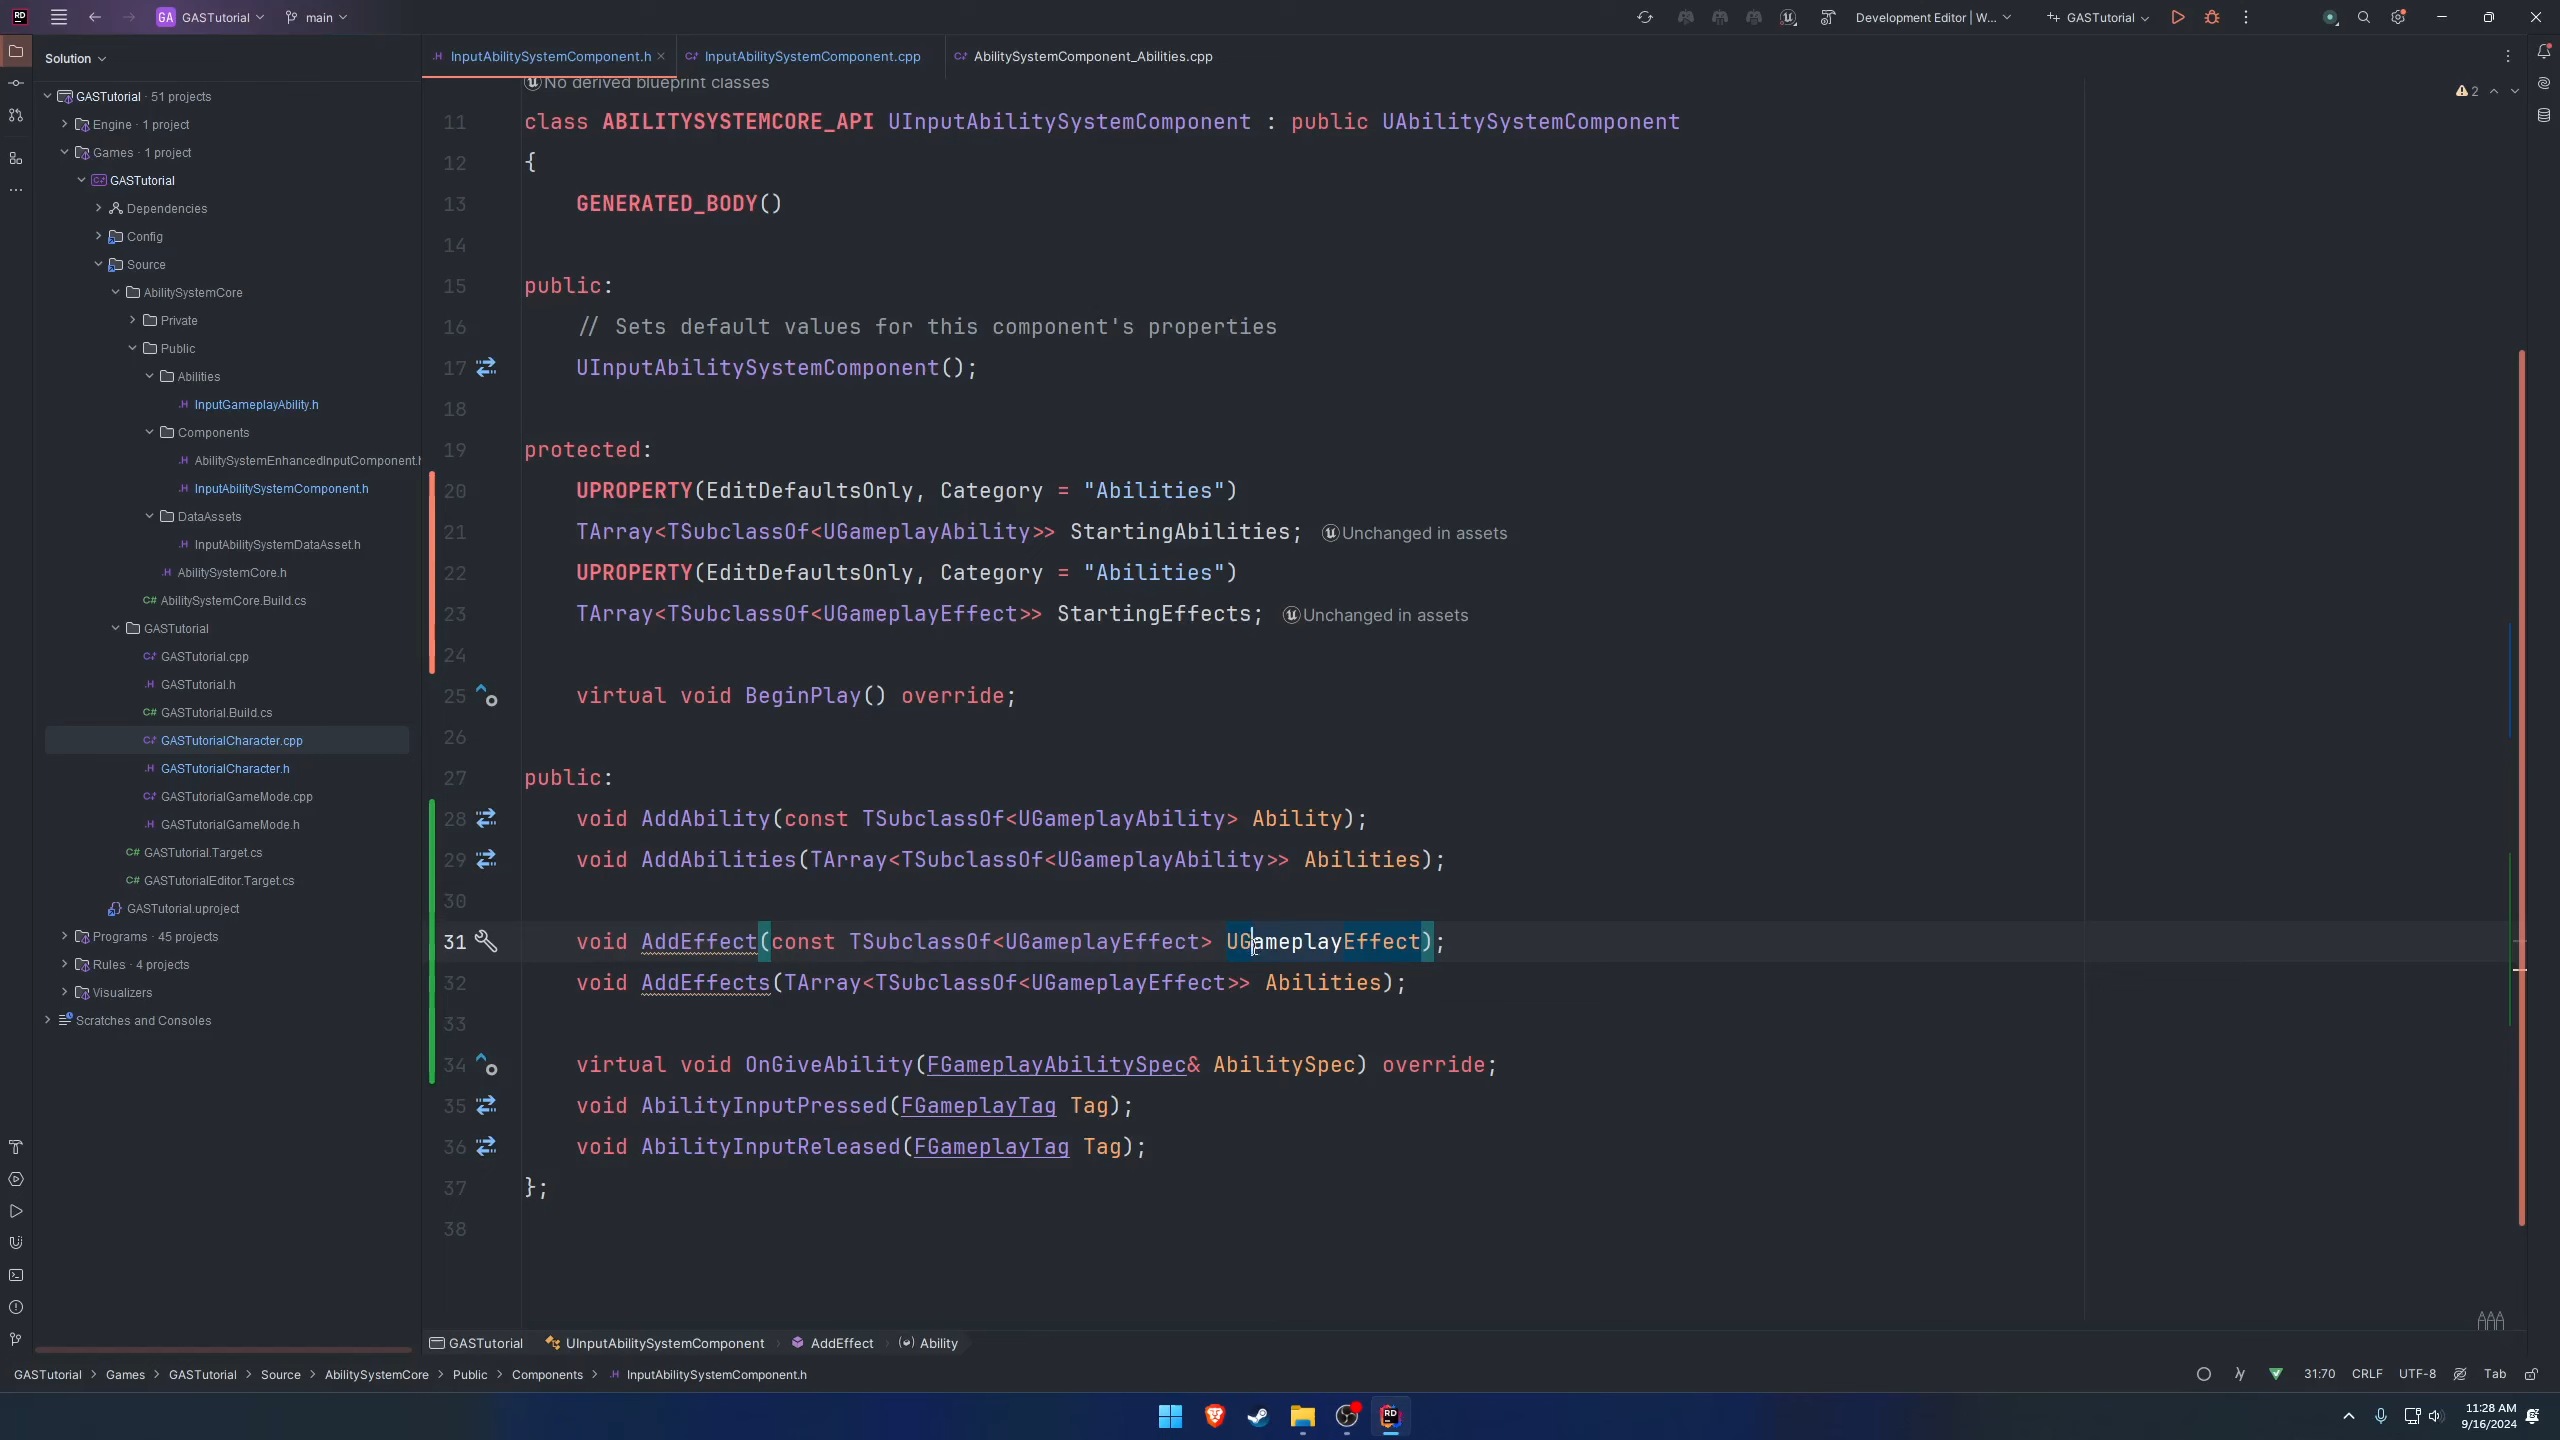 RD
GA GASTutorial
main
Development Editor | W...
GASTutorial
Solution
InputAbilitySystemComponent.h
InputAbilitySystemComponent.cpp
AbilitySystemComponent_Abilities.cpp
GASTutorial · 51 projects
Engine · 1 project
Games · 1 project
GASTutorial
Dependencies
Config
Source
AbilitySystemCore
Private
Public
Abilities
InputGameplayAbility.h
Components
AbilitySystemEnhancedInputComponent.h
InputAbilitySystemComponent.h
DataAssets
InputAbilitySystemDataAsset.h
AbilitySystemCore.h
C# AbilitySystemCore.Build.cs
GASTutorial
GASTutorial.cpp
GASTutorial.h
C# GASTutorial.Build.cs
GASTutorialCharacter.cpp
GASTutorialCharacter.h
GASTutorialGameMode.cpp
GASTutorialGameMode.h
C# GASTutorial.Target.cs
C# GASTutorialEditor.Target.cs
GASTutorial.uproject
Programs · 45 projects
Rules · 4 projects
Visualizers
Scratches and Consoles
No derived blueprint classes
2
11 class ABILITYSYSTEMCORE_API UInputAbilitySystemComponent : public UAbilitySystemComponent
12 {
13 GENERATED_BODY()
14
15 public:
16 // Sets default values for this component's properties
17 UInputAbilitySystemComponent();
18
19 protected:
20 UPROPERTY(EditDefaultsOnly, Category = "Abilities")
21 TArray<TSubclassOf<UGameplayAbility>> StartingAbilities; Unchanged in assets
22 UPROPERTY(EditDefaultsOnly, Category = "Abilities")
23 TArray<TSubclassOf<UGameplayEffect>> StartingEffects; Unchanged in assets
24
25 virtual void BeginPlay() override;
26
27 public:
28 void AddAbility(const TSubclassOf<UGameplayAbility> Ability);
29 void AddAbilities(TArray<TSubclassOf<UGameplayAbility>> Abilities);
30
31 void AddEffect(const TSubclassOf<UGameplayEffect> UGameplayEffect);
32 void AddEffects(TArray<TSubclassOf<UGameplayEffect>> Abilities);
33
34 virtual void OnGiveAbility(FGameplayAbilitySpec& AbilitySpec) override;
35 void AbilityInputPressed(FGameplayTag Tag);
36 void AbilityInputReleased(FGameplayTag Tag);
37 };
38
GASTutorial UInputAbilitySystemComponent AddEffect Ability
GASTutorial > Games > GASTutorial > Source > AbilitySystemCore > Public > Components > InputAbilitySystemComponent.h
31:70 CRLF UTF-8 Tab
RD
11:28 AM
9/16/2024